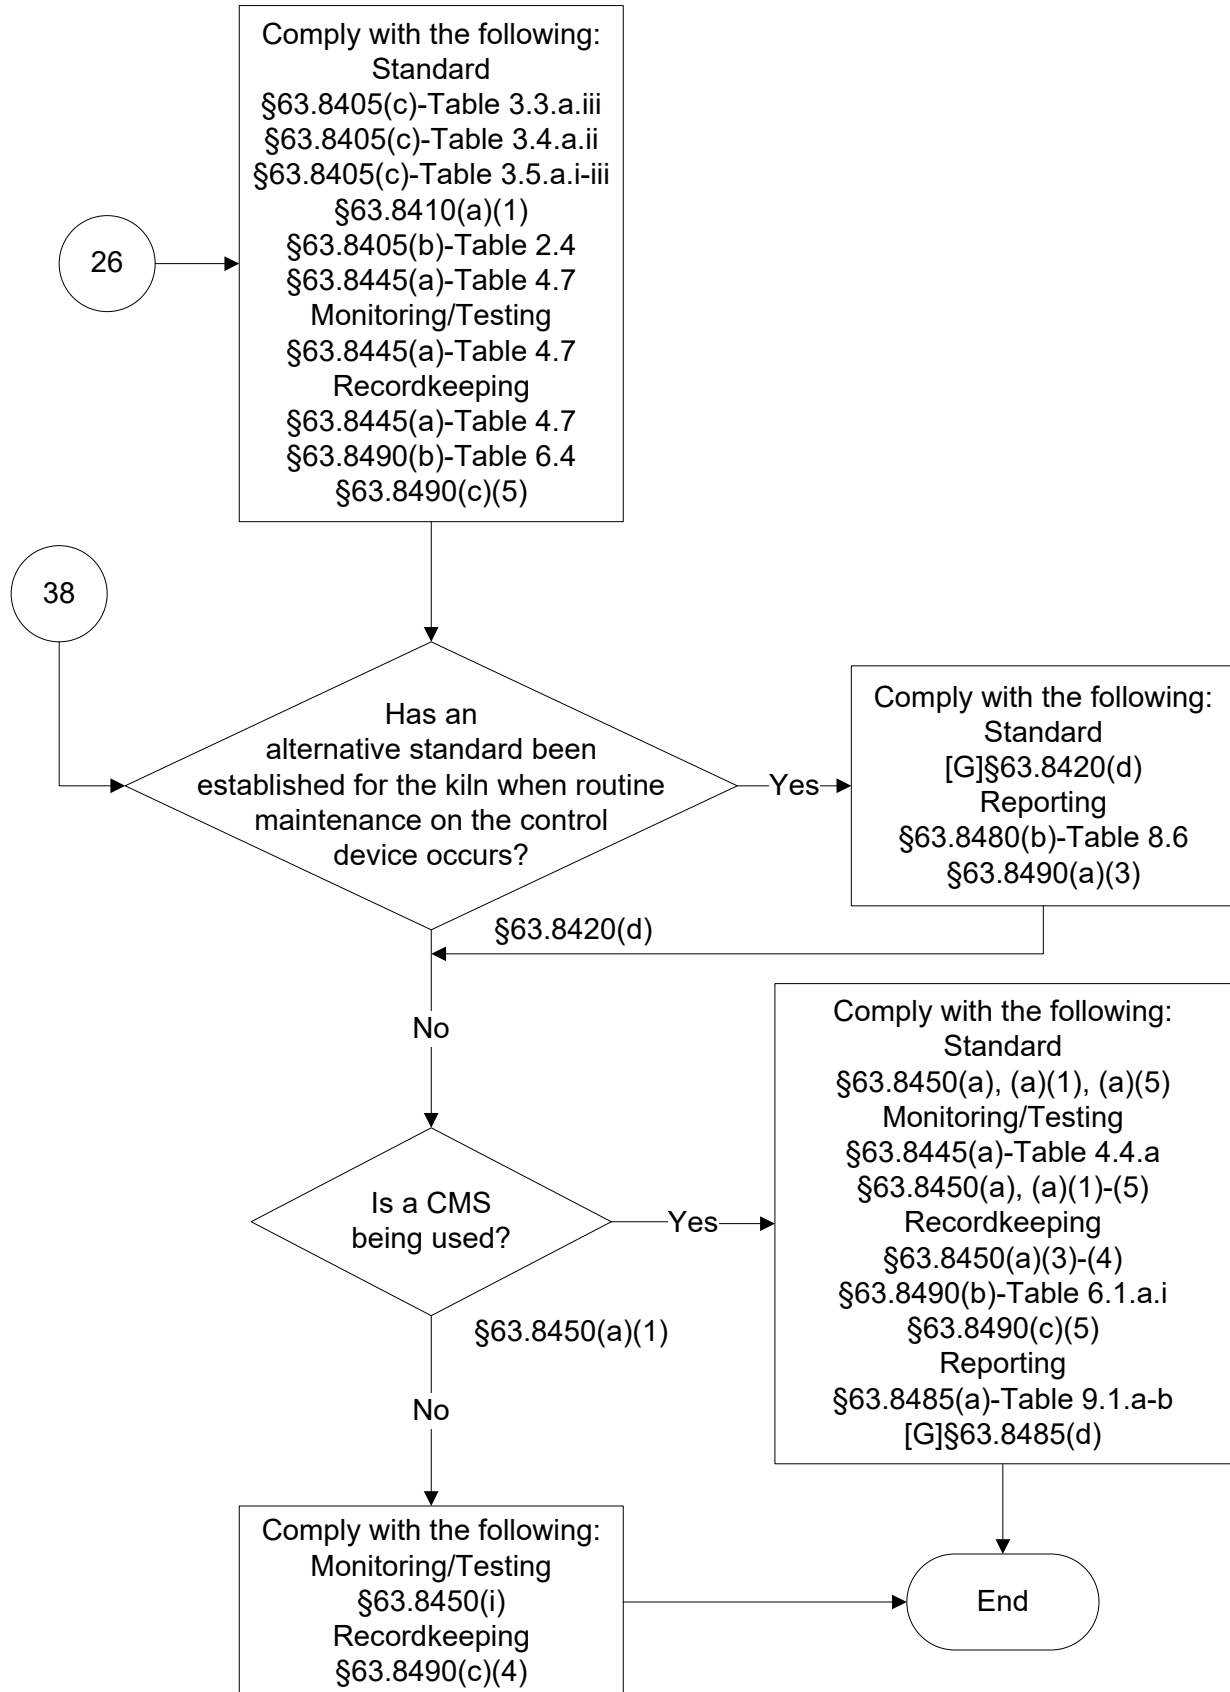 Comply with the following:
Standard
§63.8405(c)-Table 3.3.a.iii
§63.8405(c)-Table 3.4.a.ii
§63.8405(c)-Table 3.5.a.i-iii
§63.8410(a)(1)
§63.8405(b)-Table 2.4
§63.8445(a)-Table 4.7
Monitoring/Testing
§63.8445(a)-Table 4.7
Recordkeeping
§63.8445(a)-Table 4.7
§63.8490(b)-Table 6.4
§63.8490(c)(5)
26
38
Has an
alternative standard been
established for the kiln when routine
maintenance on the control
device occurs?
Yes
Comply with the following:
Standard
[G]§63.8420(d)
Reporting
§63.8480(b)-Table 8.6
§63.8490(a)(3)
§63.8420(d)
No
Is a CMS
being used?
Yes
Comply with the following:
Standard
§63.8450(a), (a)(1), (a)(5)
Monitoring/Testing
§63.8445(a)-Table 4.4.a
§63.8450(a), (a)(1)-(5)
Recordkeeping
§63.8450(a)(3)-(4)
§63.8490(b)-Table 6.1.a.i
§63.8490(c)(5)
Reporting
§63.8485(a)-Table 9.1.a-b
[G]§63.8485(d)
§63.8450(a)(1)
No
Comply with the following:
Monitoring/Testing
§63.8450(i)
Recordkeeping
§63.8490(c)(4)
End